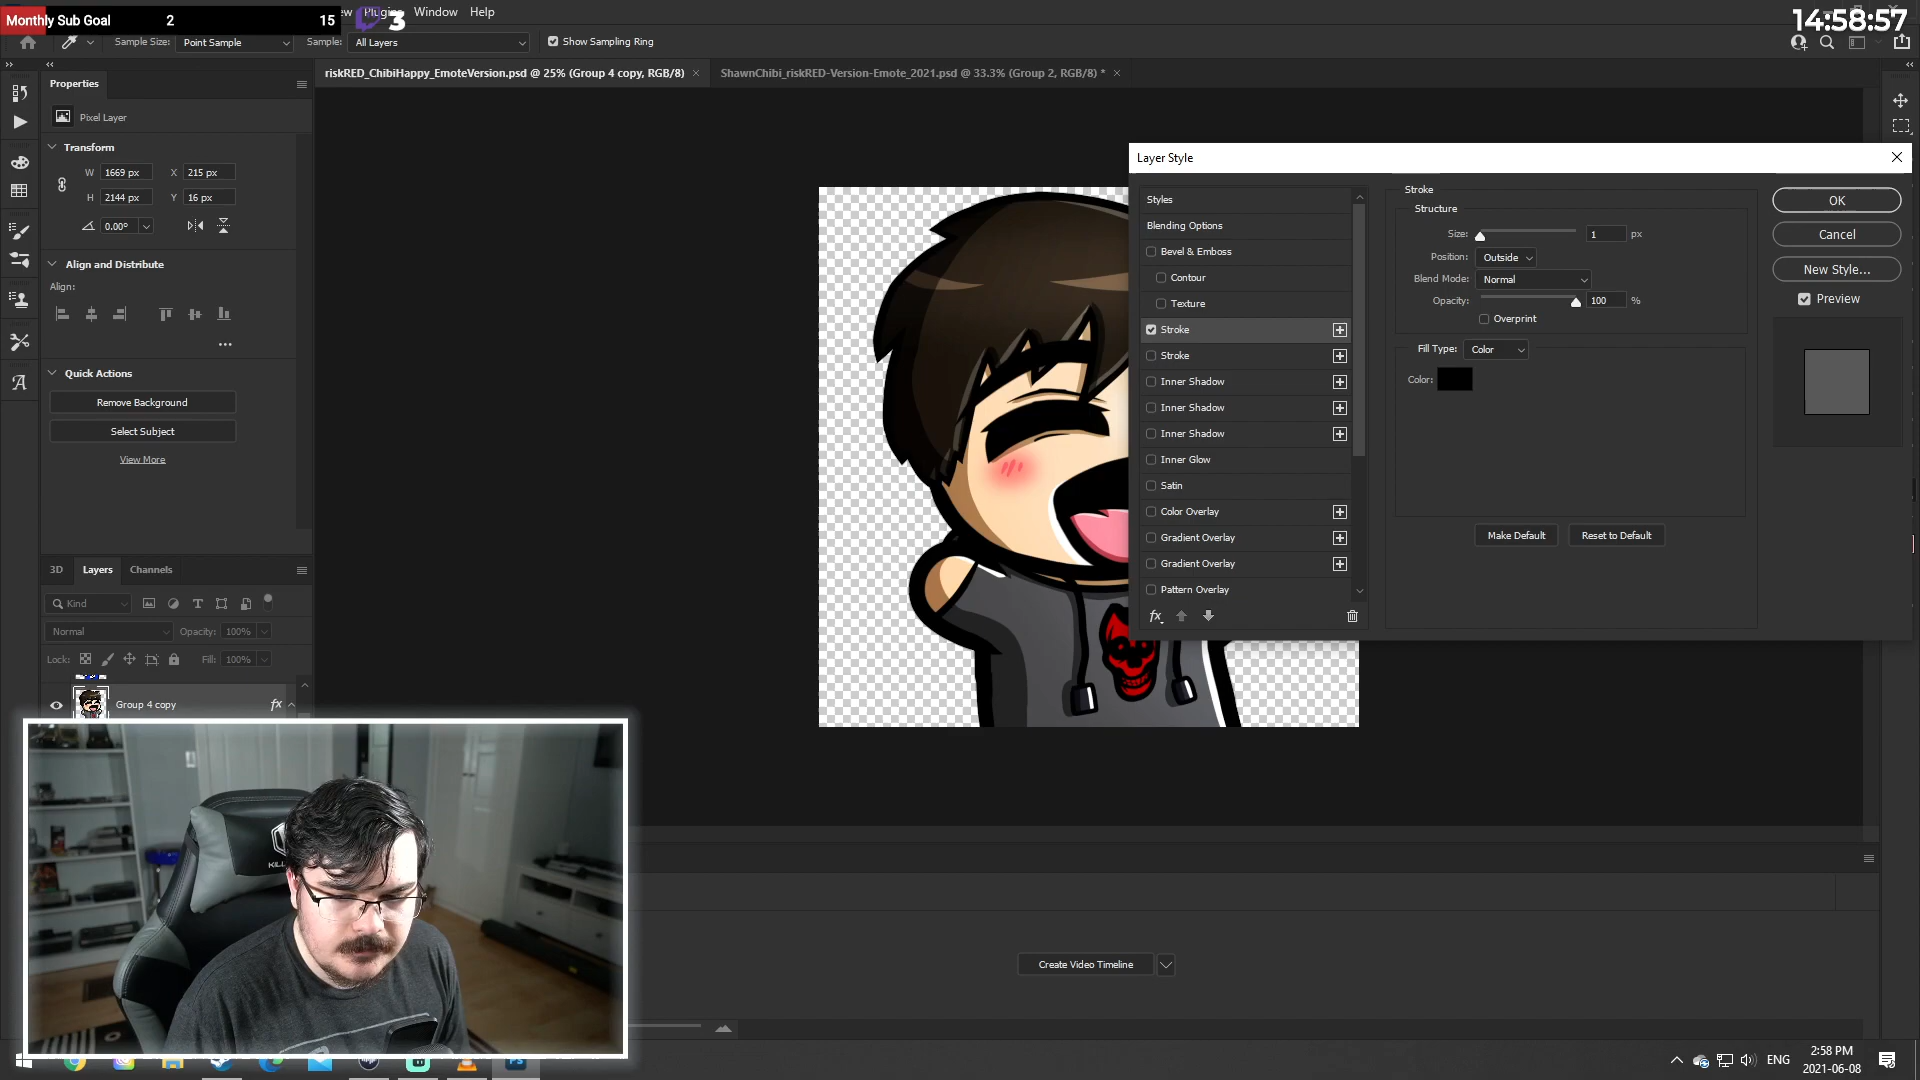 Monthly Sub Goal 2 15
3
Plugins Window Help
14:58:57
Sample Size: Point Sample Sample: All Layers Show Sampling Ring
Properties
riskRED_ChibiHappy_EmoteVersion.psd @ 25% (Group 4 copy, RGB/8) ×
ShawnChibi_riskRED-Version-Emote_2021.psd @ 33.3% (Group 2, RGB/8) * ×
Pixel Layer
Transform
W 1669 px X 215 px
H 2144 px Y 16 px
0.00°
Align and Distribute
Align:
Quick Actions
Remove Background
Select Subject
View More
3D Layers Channels
Kind
Normal Opacity: 100%
Lock: Fill: 100%
Group 4 copy fx
Layer Style
Styles
Blending Options
Bevel & Emboss
Contour
Texture
Stroke
Stroke
Inner Shadow
Inner Shadow
Inner Shadow
Inner Glow
Satin
Color Overlay
Gradient Overlay
Gradient Overlay
Pattern Overlay
fx
Stroke
Structure
Size: 1 px
Position: Outside
Blend Mode: Normal
Opacity: 100 %
Overprint
Fill Type: Color
Color:
Make Default Reset to Default
OK
Cancel
New Style...
Preview
Create Video Timeline
Ps
ENG
2:58 PM
2021-06-08